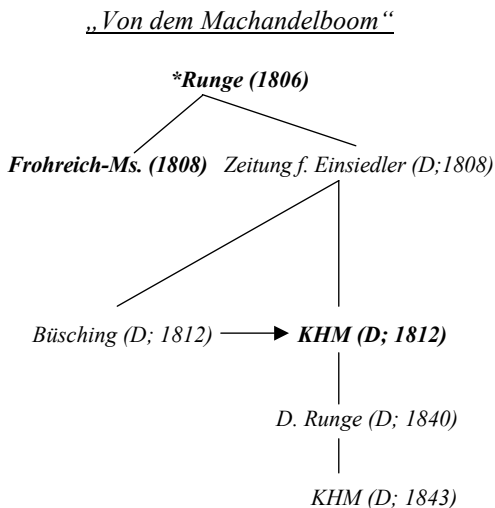 „Von dem Machandelboom“
*Runge (1806)
Frohreich-Ms. (1808) Zeitung f. Einsiedler (D;1808)
Büsching (D; 1812) KHM (D; 1812)
D. Runge (D; 1840)
KHM (D; 1843)